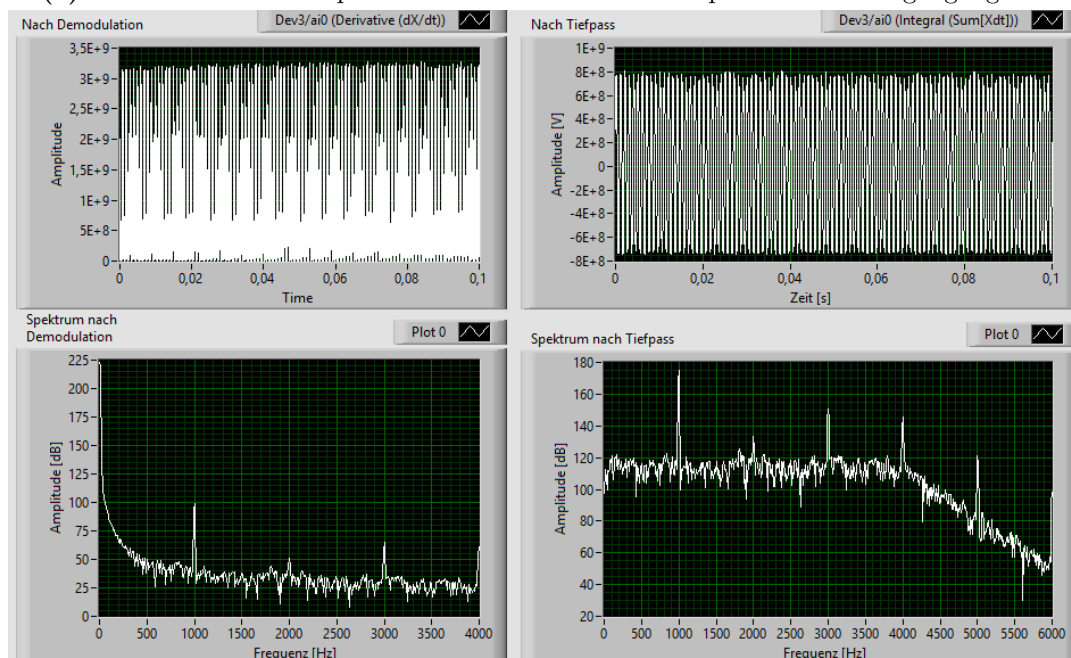 Nach Demodulation
Dev3/ai0 (Derivative (dX/dt))
3,5E+9
3E+9
2,5E+9
2E+9
1,5E+9
1E+9
5E+8
0
Amplitude
0 0,02 0,04 0,06 0,08 0,1
Time
Nach Tiefpass
Dev3/ai0 (Integral (Sum[Xdt]))
1E+9
8E+8
6E+8
4E+8
2E+8
0
-2E+8
-4E+8
-6E+8
-8E+8
Amplitude [V]
0 0,02 0,04 0,06 0,08 0,1
Zeit [s]
Spektrum nach
Demodulation
Plot 0
225
200
175
150
125
100
75
50
25
0
Amplitude [dB]
0 500 1000 1500 2000 2500 3000 3500 4000
Frequenz [Hz]
Spektrum nach Tiefpass
Plot 0
180
160
140
120
100
80
60
40
20
Amplitude [dB]
0 500 1000 1500 2000 2500 3000 3500 4000 4500 5000 5500 6000
Frequenz [Hz]